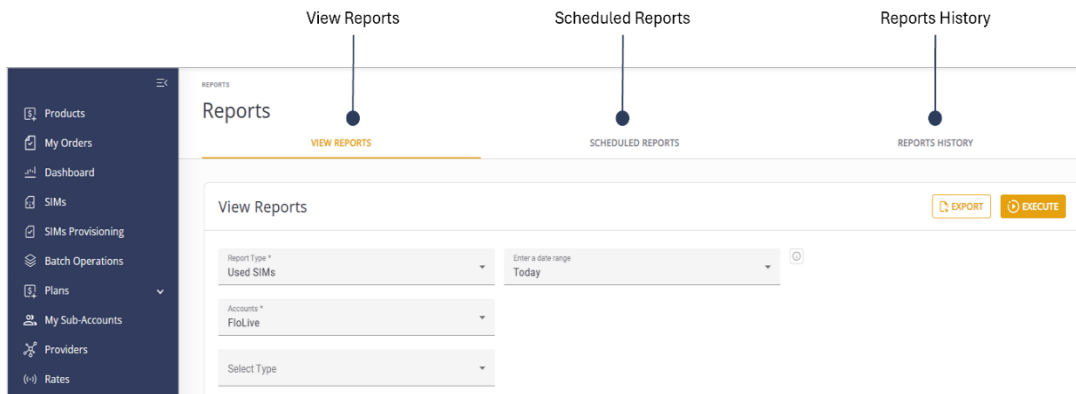 View Reports
Scheduled Reports
Reports History
REPORTS
Reports
VIEW REPORTS
SCHEDULED REPORTS
REPORTS HISTORY
Products
My Orders
Dashboard
SIMs
SIMs Provisioning
Batch Operations
Plans
My Sub-Accounts
Providers
Rates
View Reports
EXPORT
EXECUTE
Report Type *
Used SIMs
Enter a date range
Today
Accounts *
FloLive
Select Type